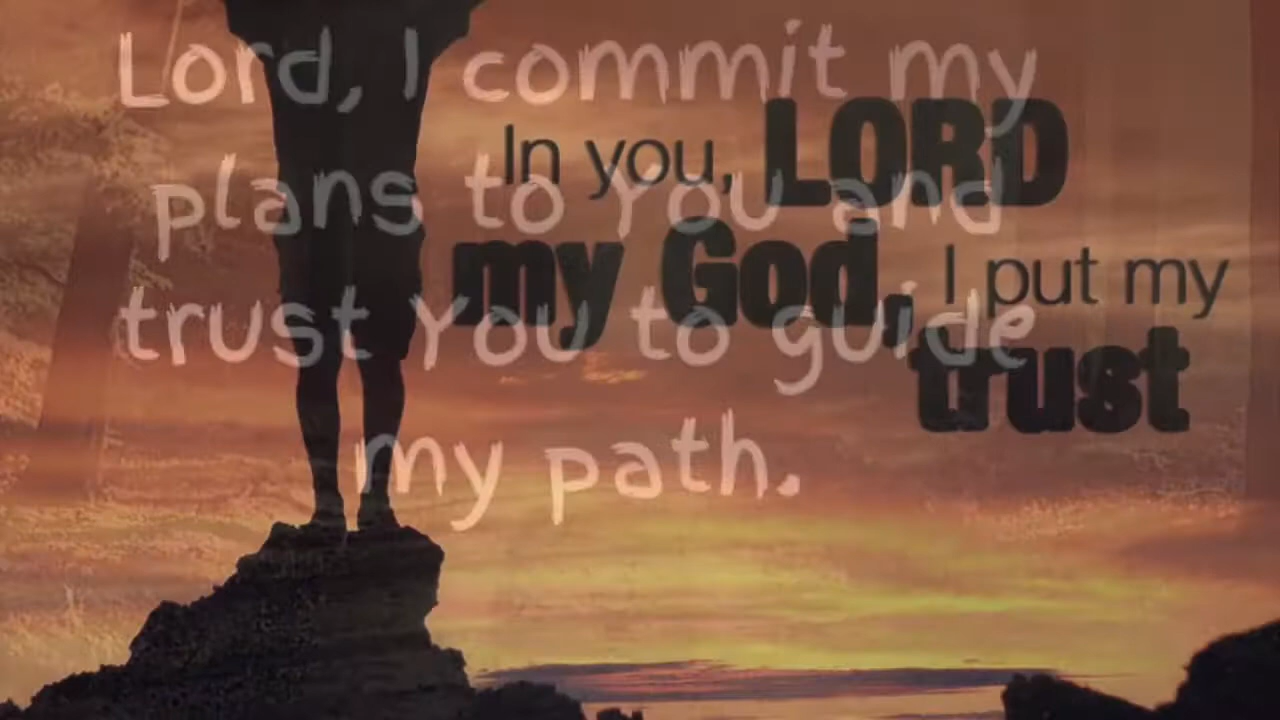 Lord, I commit my
plans to You and
trust You to guide
my path.
In you, LORD
my God, I put my
trust